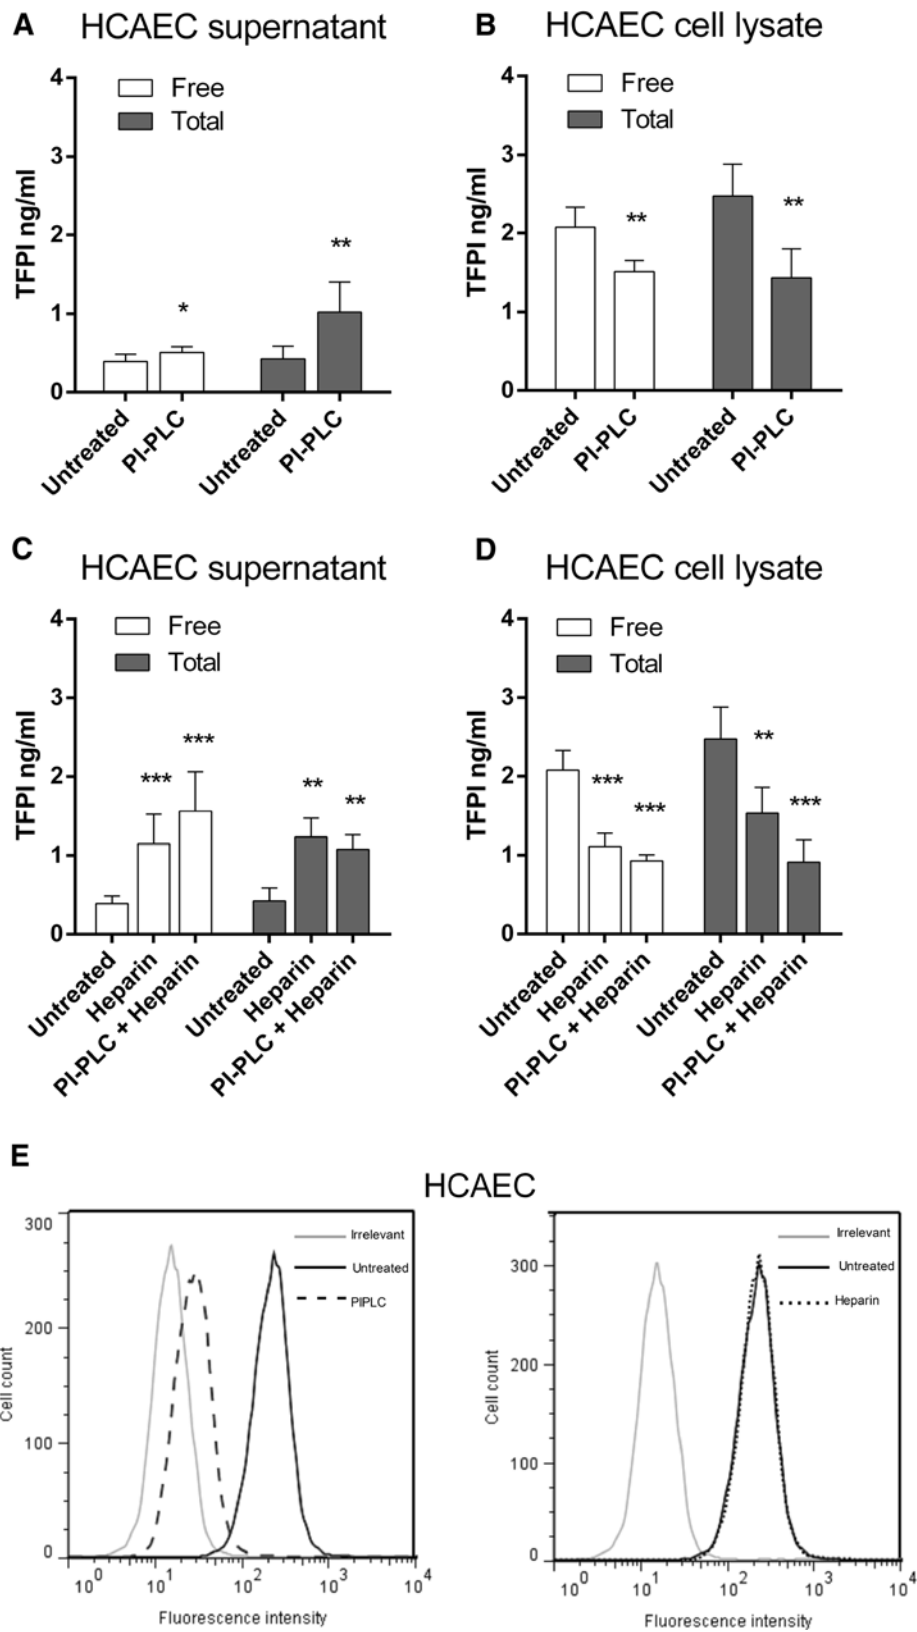 A HCAEC supernatant
4
3
2
1
0
TFPI ng/ml
Free
Total
*
**
Untreated
PI-PLC
Untreated
PI-PLC
B HCAEC cell lysate
4
3
2
1
0
TFPI ng/ml
Free
Total
**
**
Untreated
PI-PLC
Untreated
PI-PLC
C HCAEC supernatant
4
3
2
1
0
TFPI ng/ml
Free
Total
***
***
**
**
Untreated
Heparin
PI-PLC + Heparin
Untreated
Heparin
PI-PLC + Heparin
D HCAEC cell lysate
4
3
2
1
0
TFPI ng/ml
Free
Total
***
***
**
***
Untreated
Heparin
PI-PLC + Heparin
Untreated
Heparin
PI-PLC + Heparin
E
HCAEC
300
200
100
0
Cell count
Irrelevant
Untreated
PIPLC
10^0 10^1 10^2 10^3 10^4
Fluorescence intensity
300
200
100
0
Cell count
Irrelevant
Untreated
Heparin
10^0 10^1 10^2 10^3 10^4
Fluorescence intensity